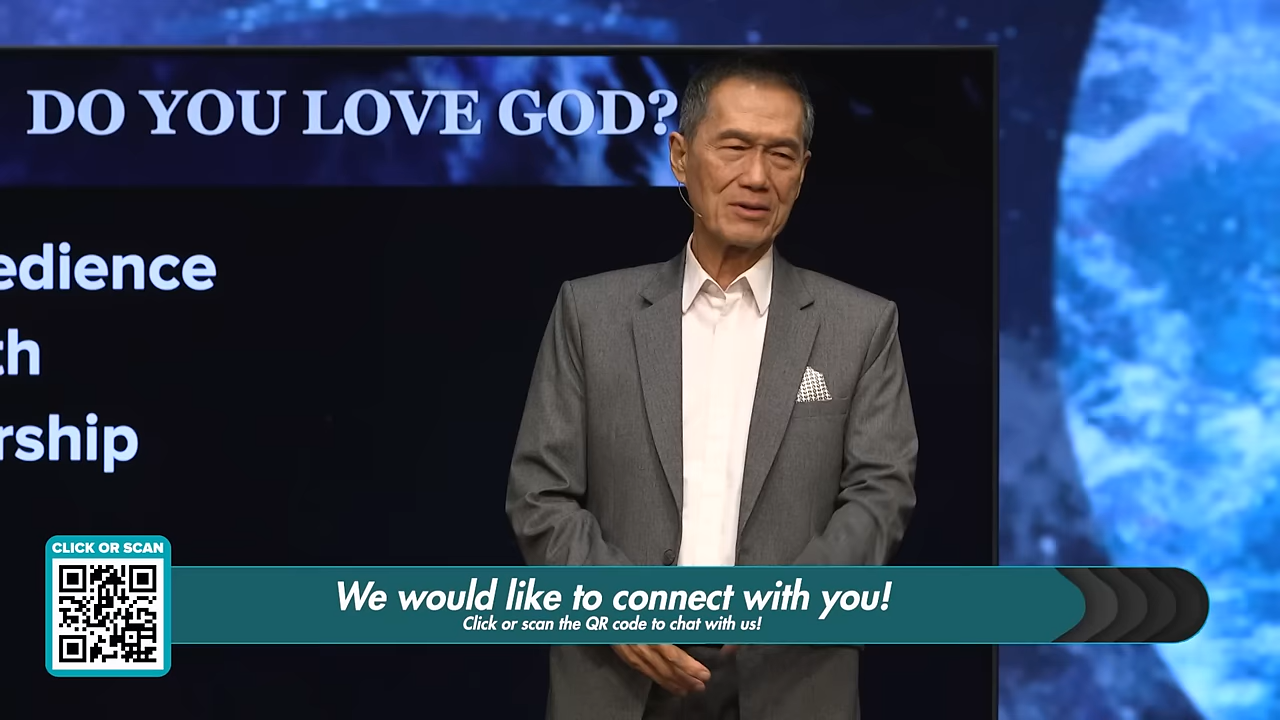 DO YOU LOVE GOD?
edience
th
rship
CLICK OR SCAN
We would like to connect with you!
Click or scan the QR code to chat with us!